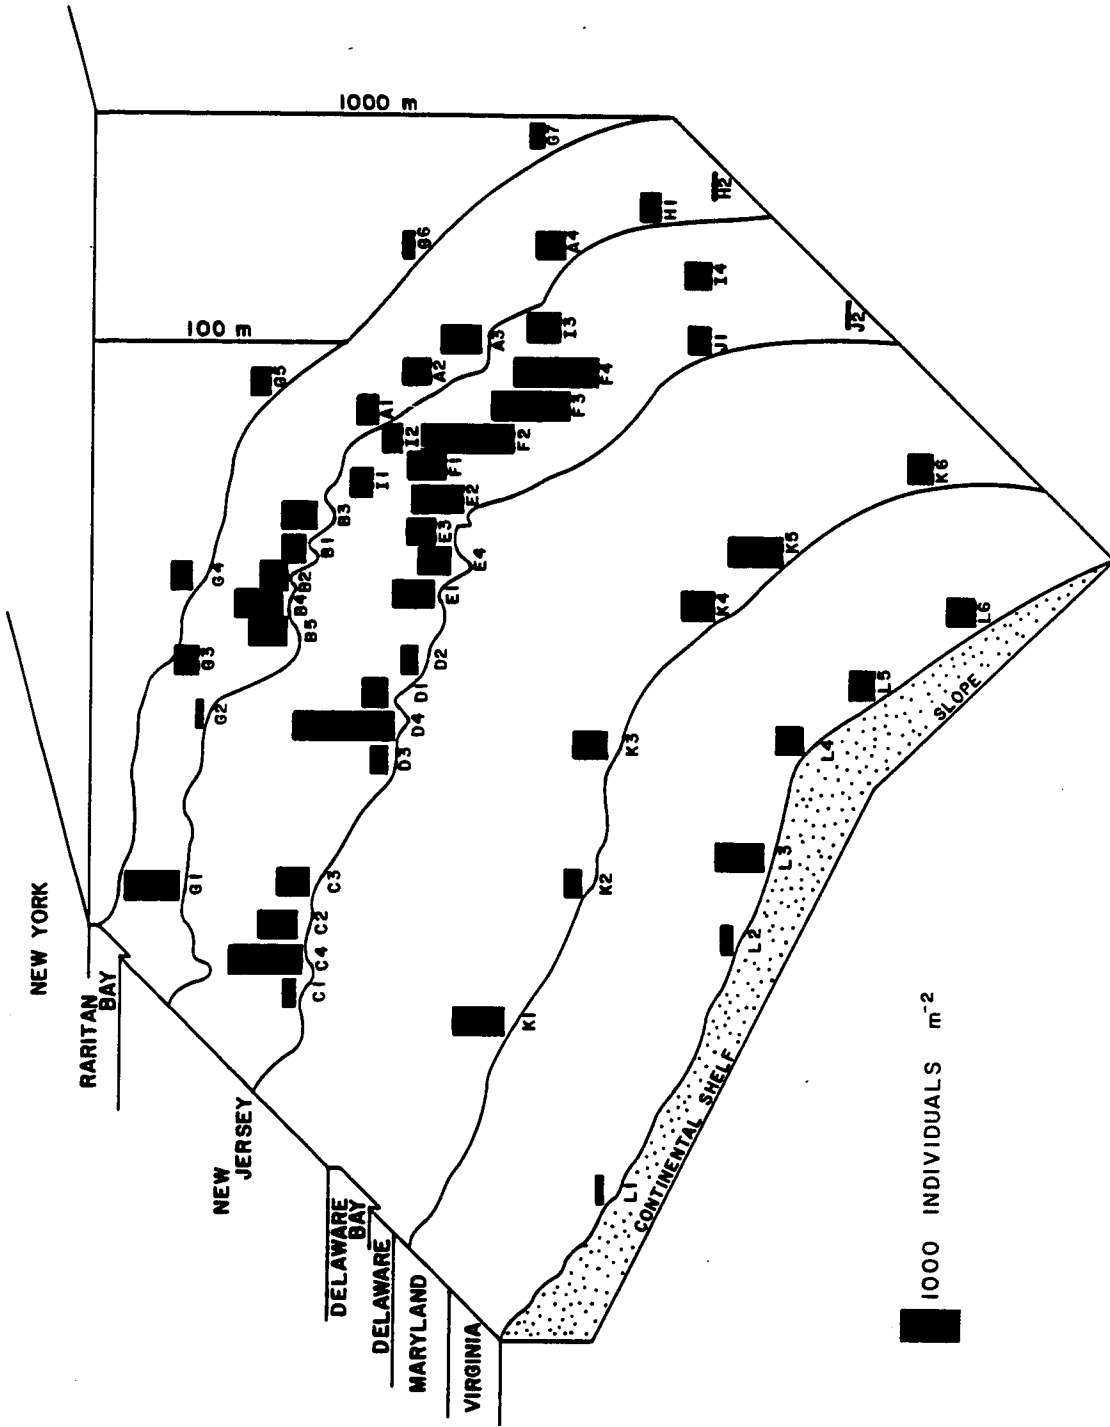 NEW YORK
RARITAN
BAY
NEW
JERSEY
DELAWARE
BAY
DELAWARE
MARYLAND
VIRGINIA
1000 m
100 m
G7
G6
G5
G4
G3
G2
G1
H2
H1
A4
A3
A2
A1
B3
B1
B2
B4
B5
I4
I3
I2
I1
J2
J1
F4
F3
F2
F1
E2
E3
E4
E1
D2
D1
D4
D3
C3
C2
C4
C1
K6
K5
K4
K3
K2
K1
L6
L5
L4
L3
L2
L1
CONTINENTAL SHELF
SLOPE
1000 INDIVIDUALS m⁻²